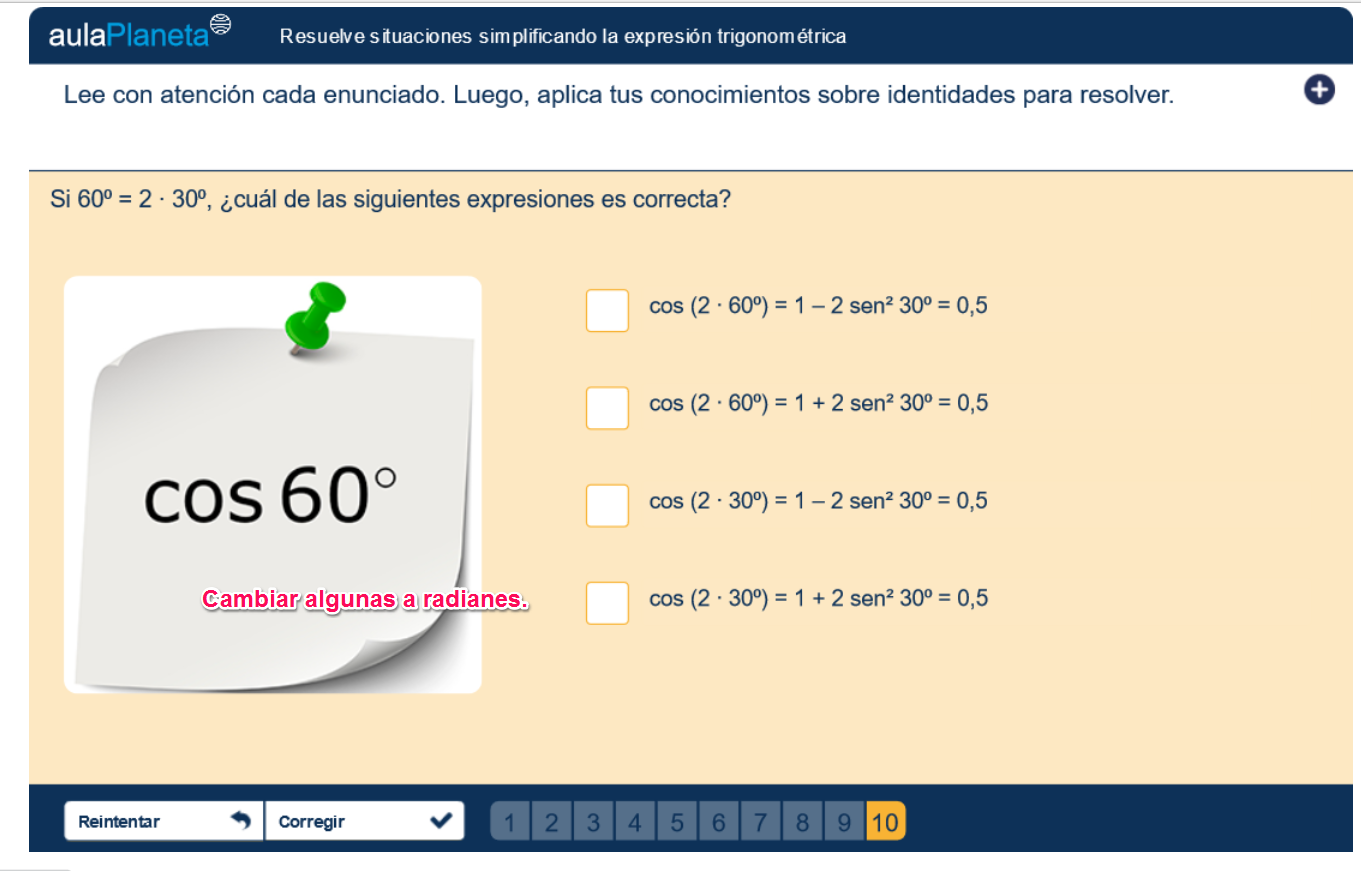 aulaPlaneta Resuelve situaciones simplificando la expresión trigonométrica
Lee con atención cada enunciado. Luego, aplica tus conocimientos sobre identidades para resolver.
Si 60º = 2 · 30º, ¿cuál de las siguientes expresiones es correcta?
cos 60°
Cambiar algunas a radianes.
cos (2 · 60º) = 1 – 2 sen² 30º = 0,5
cos (2 · 60º) = 1 + 2 sen² 30º = 0,5
cos (2 · 30º) = 1 – 2 sen² 30º = 0,5
cos (2 · 30º) = 1 + 2 sen² 30º = 0,5
Reintentar Corregir 1 2 3 4 5 6 7 8 9 10